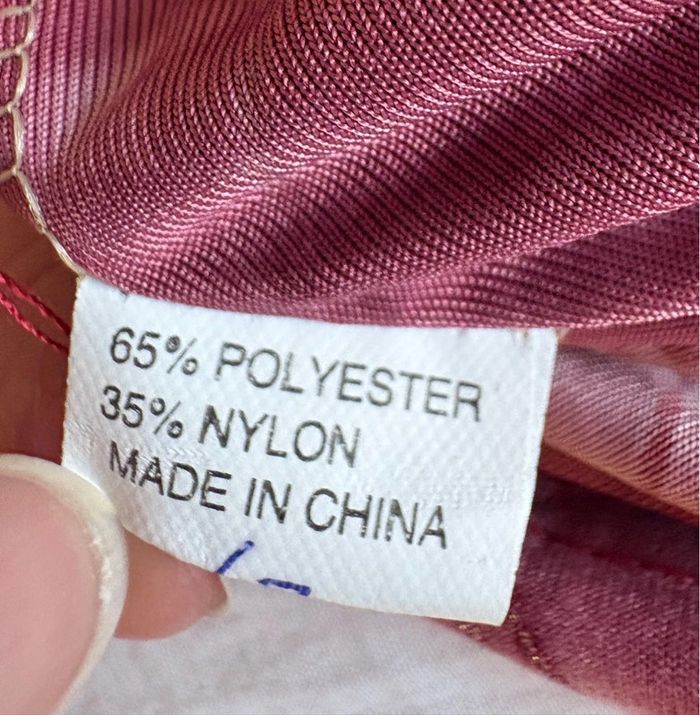 65% POLYESTER
35% NYLON
MADE IN CHINA